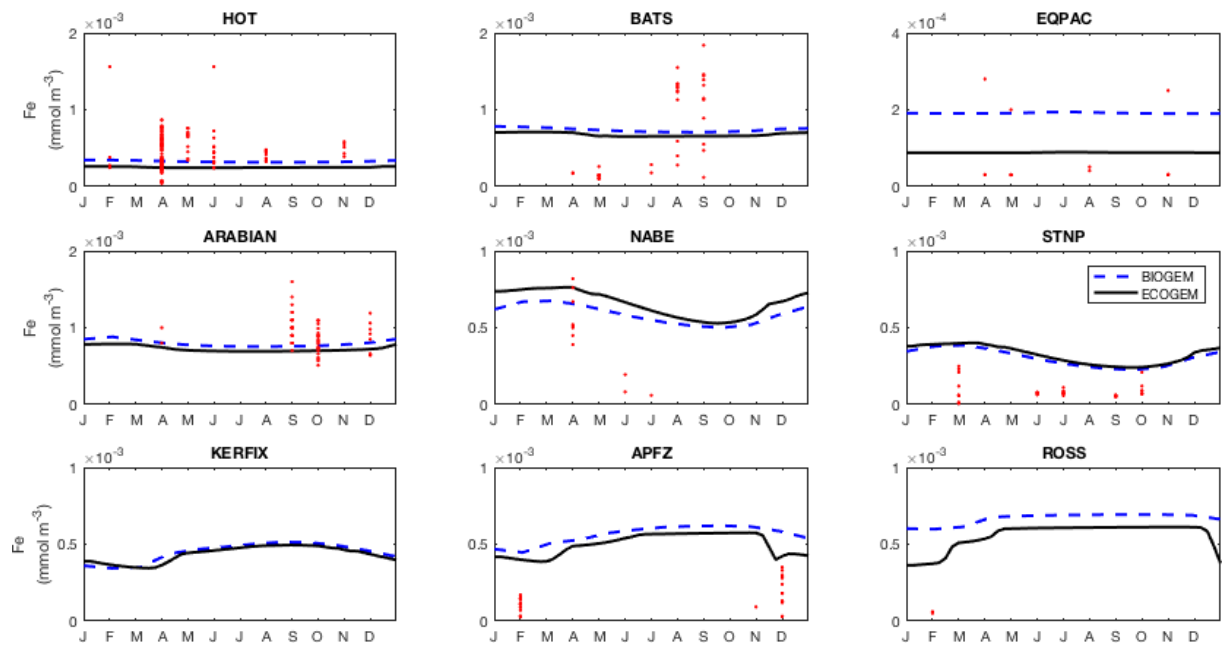 HOT
BATS
EQPAC
×10⁻³
×10⁻³
×10⁻⁴
2
1
0
2
1
0
4
2
0
Fe
(mmol m⁻³)
J F M A M J J A S O N D
J F M A M J J A S O N D
J F M A M J J A S O N D
ARABIAN
NABE
STNP
×10⁻³
×10⁻³
×10⁻³
2
1
0
1
0.5
0
1
0.5
0
Fe
(mmol m⁻³)
BIOGEM
ECOGEM
J F M A M J J A S O N D
J F M A M J J A S O N D
J F M A M J J A S O N D
KERFIX
APFZ
ROSS
×10⁻³
×10⁻³
×10⁻³
1
0.5
0
1
0.5
0
1
0.5
0
Fe
(mmol m⁻³)
J F M A M J J A S O N D
J F M A M J J A S O N D
J F M A M J J A S O N D